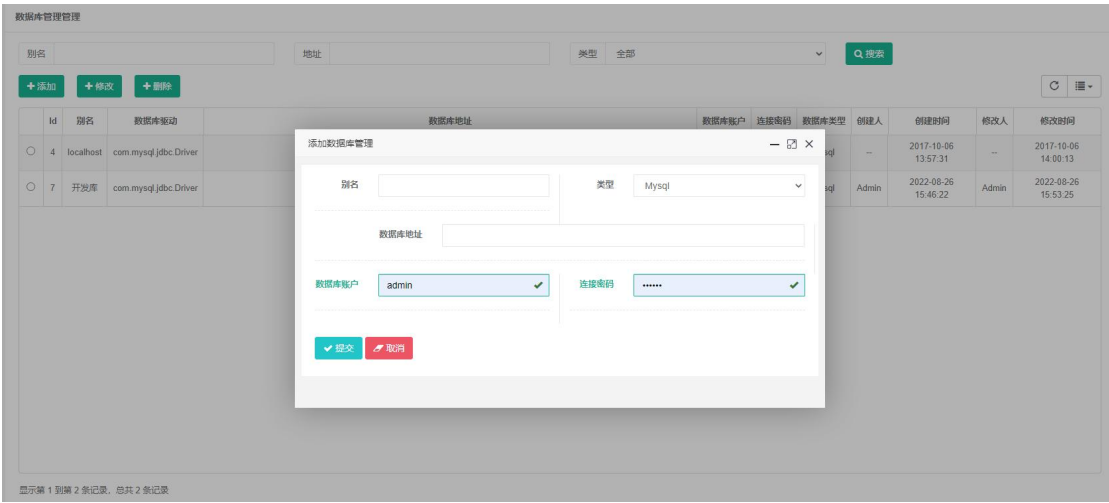 数据库管理管理
别名 地址 类型 全部 搜索
添加 修改 删除
Id 别名 数据库驱动 数据库地址 数据库账户 连接密码 数据库类型 创建人 创建时间 修改人 修改时间
4 localhost com.mysql.jdbc.Driver sql -- 2017-10-06 13:57:31 -- 2017-10-06 14:00:13
7 开发库 com.mysql.jdbc.Driver sql Admin 2022-08-26 15:46:22 Admin 2022-08-26 15:53:25
添加数据库管理
别名 类型 Mysql
数据库地址
数据库账户 admin 连接密码 ••••••
提交 取消
显示第 1 到第 2 条记录，总共 2 条记录